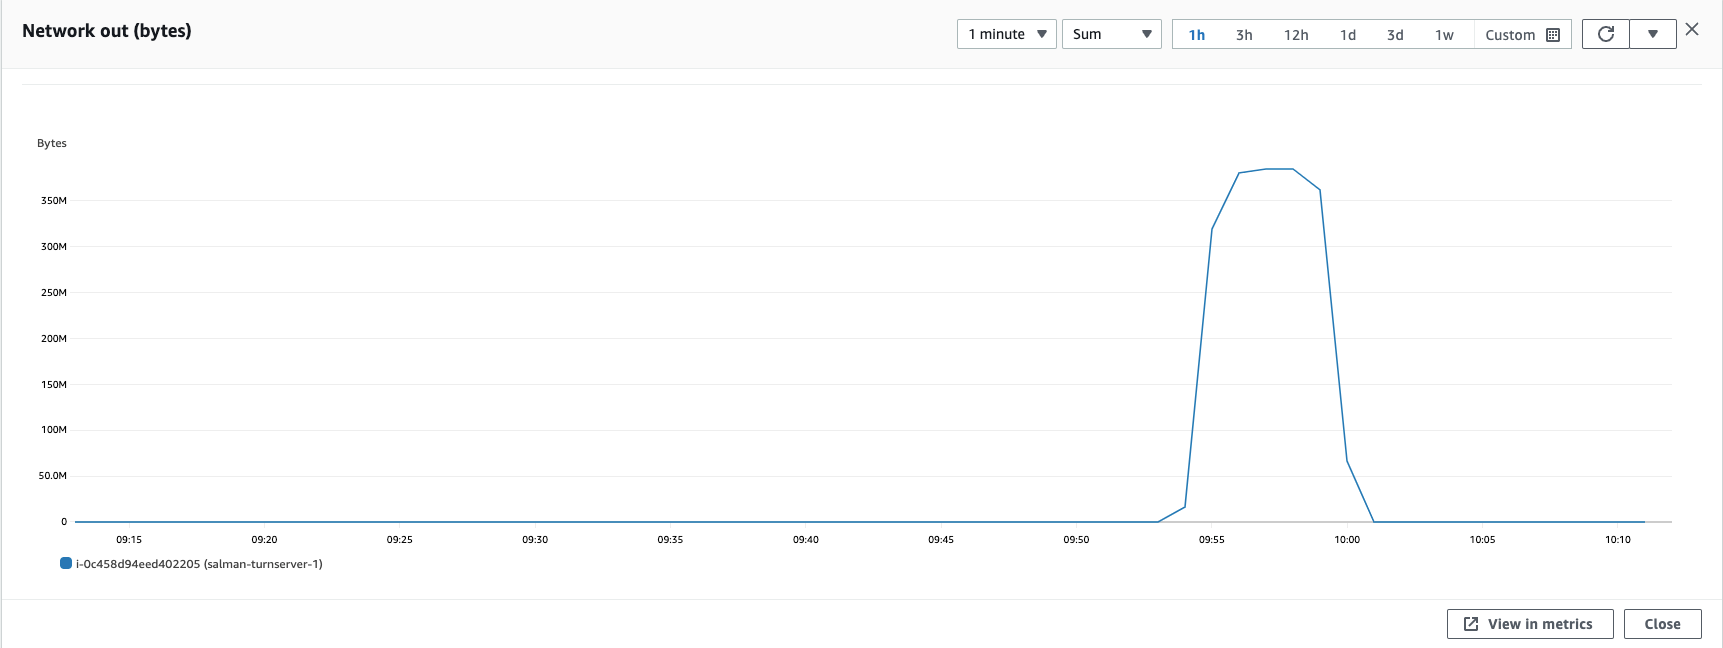 Network out (bytes)
1 minute
Sum
1h 3h 12h 1d 3d 1w Custom
Bytes
350M
300M
250M
200M
150M
100M
50.0M
0
09:15 09:20 09:25 09:30 09:35 09:40 09:45 09:50 09:55 10:00 10:05 10:10
i-0c458d94eed402205 (salman-turnserver-1)
View in metrics
Close